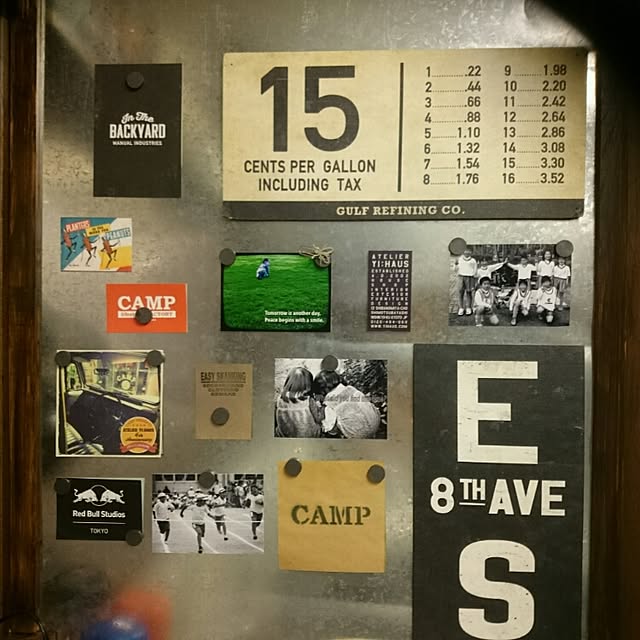 In The
BACKYARD
MANUAL INDUSTRIES
15
CENTS PER GALLON
INCLUDING TAX
1..........22
2..........44
3..........66
4..........88
5........1.10
6........1.32
7........1.54
8........1.76
9........1.98
10........2.20
11........2.42
12........2.64
13........2.86
14........3.08
15........3.30
16........3.52
GULF REFINING CO.
PLANTERS
PEANUTS
CAMP
Tomorrow is another day.
Peace begins with a smile.
ATELIER
YI:HAUS
ESTABLISHED
EASY SKANKING
E
8TH AVE
S
Red Bull Studios
TOKYO
CAMP